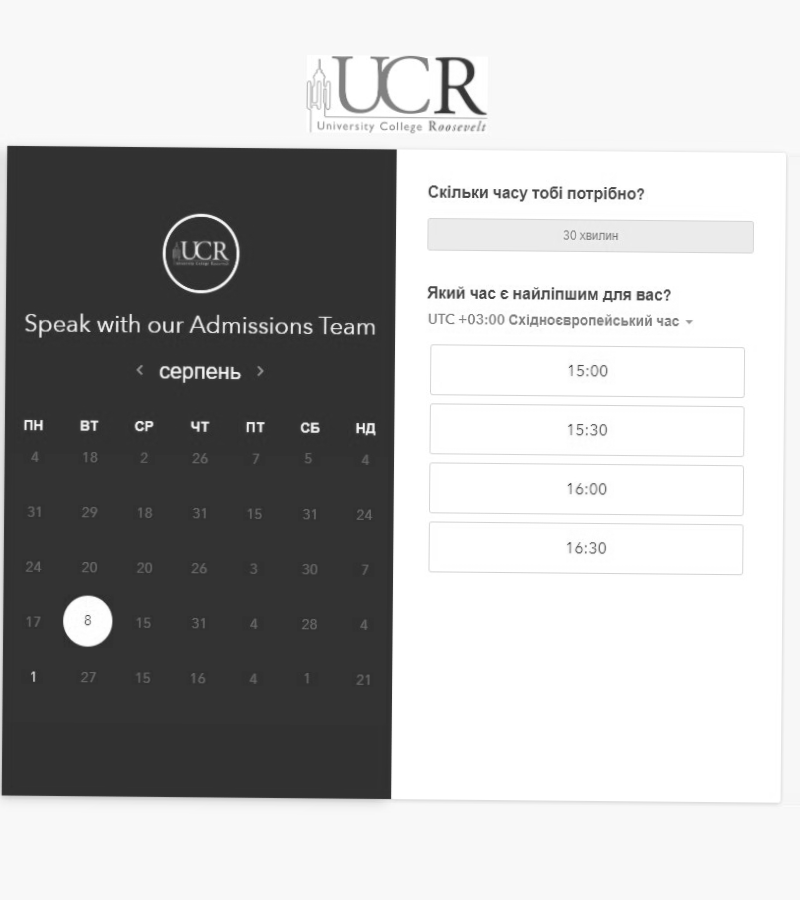 UCR
University College Roosevelt
UCR
Speak with our Admissions Team
серпень
ПН ВТ СР ЧТ ПТ СБ НД
4 18 2 26 7 5 4
31 29 18 31 15 31 24
24 20 20 26 3 30 7
17 8 15 31 4 28 4
1 27 15 16 4 1 21
Скільки часу тобі потрібно?
30 хвилин
Який час є найліпшим для вас?
UTC +03:00 Східноєвропейський час
15:00
15:30
16:00
16:30